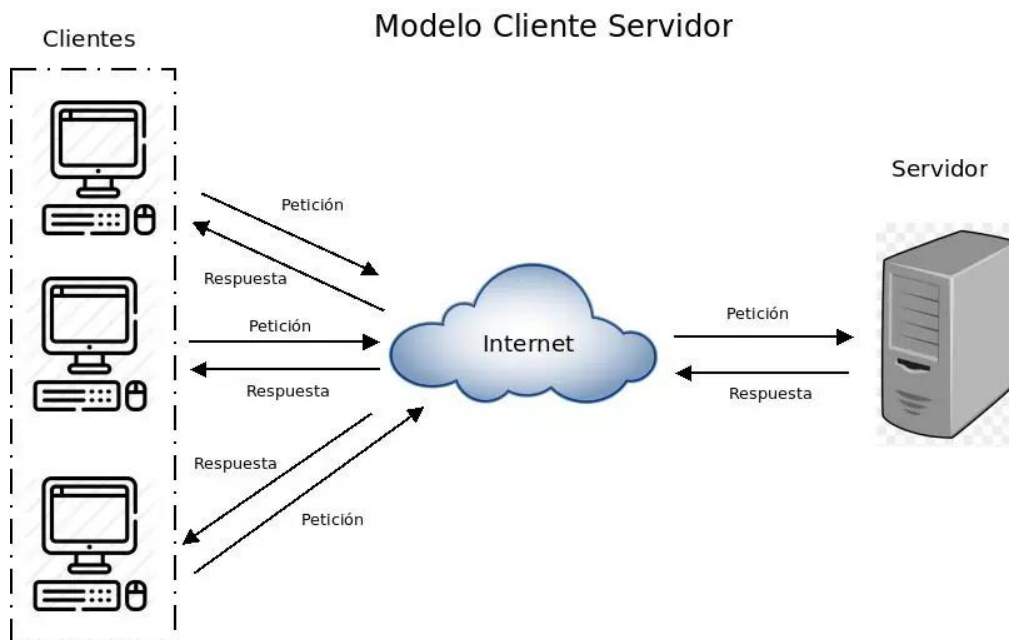 Modelo Cliente Servidor
Clientes
Servidor
Petición
Respuesta
Petición
Respuesta
Internet
Petición
Respuesta
Respuesta
Petición